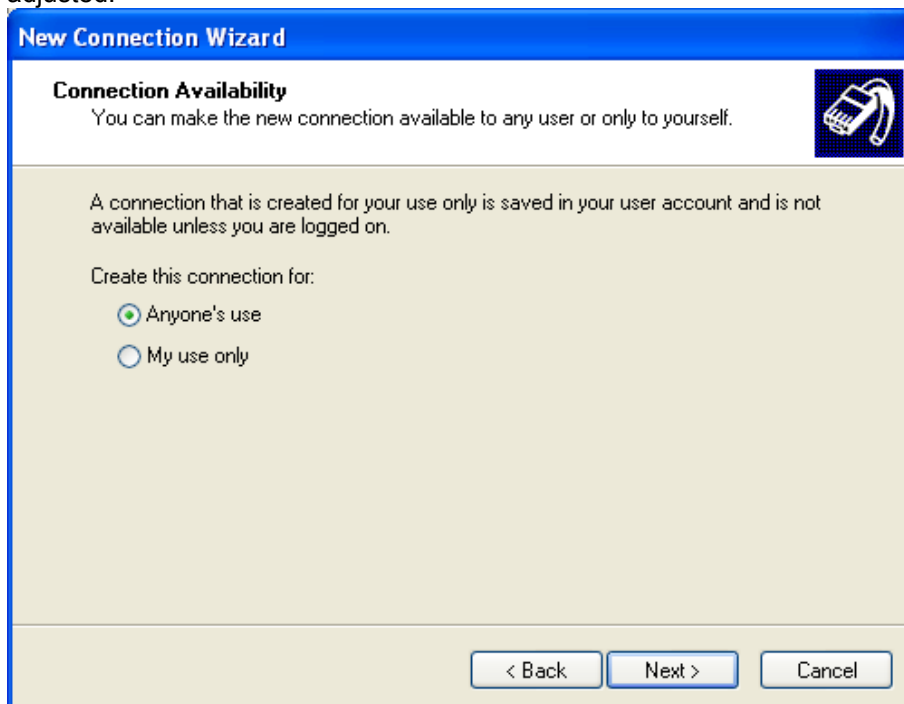 adjusted.
New Connection Wizard
Connection Availability
You can make the new connection available to any user or only to yourself.
A connection that is created for your use only is saved in your user account and is not
available unless you are logged on.
Create this connection for:
Anyone's use
My use only
< Back Next > Cancel